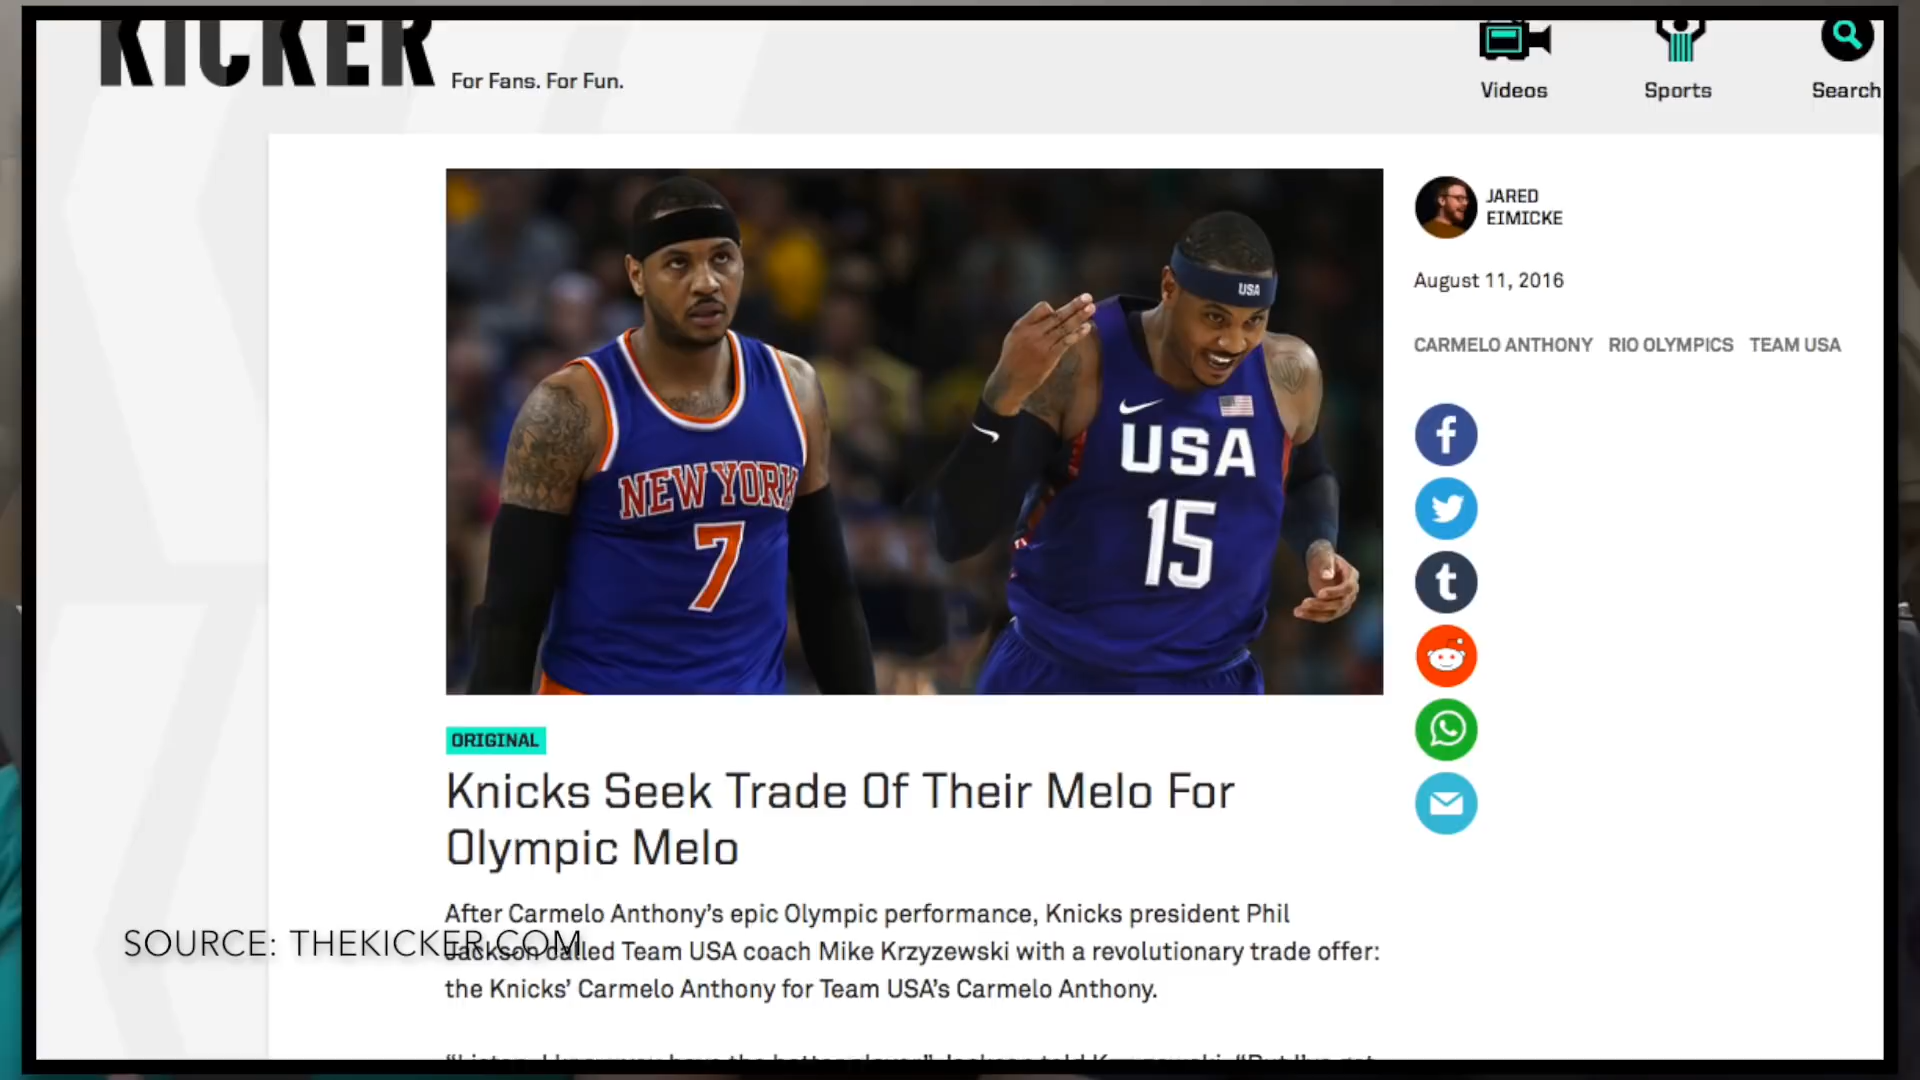 KICKER
For Fans. For Fun.
Videos
Sports
Search
USA
NEW YORK
7
USA
15
JARED
EIMICKE
August 11, 2016
CARMELO ANTHONY RIO OLYMPICS TEAM USA
ORIGINAL
Knicks Seek Trade Of Their Melo For
Olympic Melo
After Carmelo Anthony’s epic Olympic performance, Knicks president Phil
Jackson called Team USA coach Mike Krzyzewski with a revolutionary trade offer:
the Knicks’ Carmelo Anthony for Team USA’s Carmelo Anthony.
SOURCE: THEKICKER.COM